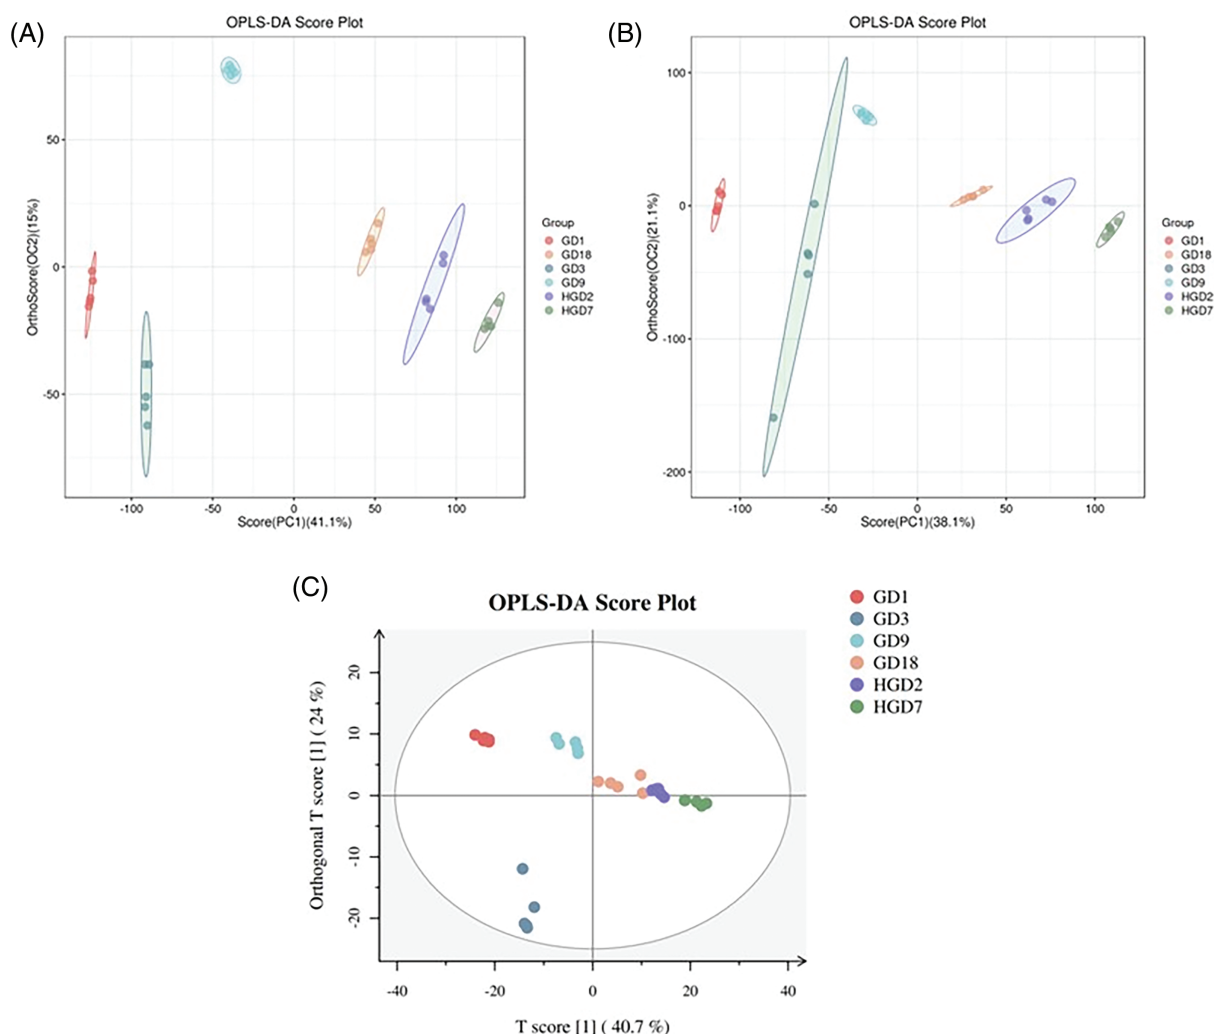 (A)
OPLS-DA Score Plot
50
0
-50
OrthoScore(OC2)(15%)
-100
-50
0
50
100
Score(PC1)(41.1%)
Group
GD1
GD18
GD3
GD9
HGD2
HGD7
(B)
OPLS-DA Score Plot
100
0
-100
-200
OrthoScore(OC2)(21.1%)
-100
-50
0
50
100
Score(PC1)(38.1%)
Group
GD1
GD18
GD3
GD9
HGD2
HGD7
(C)
OPLS-DA Score Plot
20
10
0
-10
-20
Orthogonal T score [1] ( 24 %)
-40
-20
0
20
40
T score [1] ( 40.7 %)
GD1
GD3
GD9
GD18
HGD2
HGD7